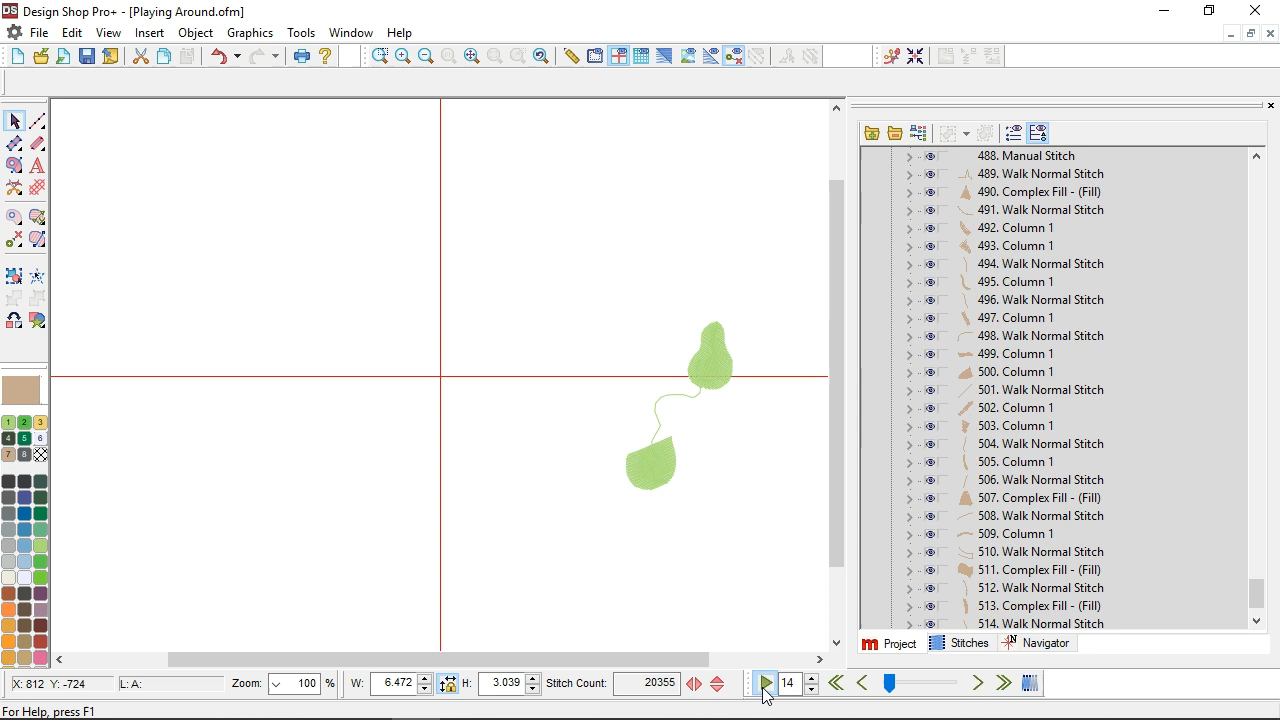 DS Design Shop Pro+ - [Playing Around.ofm]
File Edit View Insert Object Graphics Tools Window Help
488. Manual Stitch
489. Walk Normal Stitch
490. Complex Fill - (Fill)
491. Walk Normal Stitch
492. Column 1
493. Column 1
494. Walk Normal Stitch
495. Column 1
496. Walk Normal Stitch
497. Column 1
498. Walk Normal Stitch
499. Column 1
500. Column 1
501. Walk Normal Stitch
502. Column 1
503. Column 1
504. Walk Normal Stitch
505. Column 1
506. Walk Normal Stitch
507. Complex Fill - (Fill)
508. Walk Normal Stitch
509. Column 1
510. Walk Normal Stitch
511. Complex Fill - (Fill)
512. Walk Normal Stitch
513. Complex Fill - (Fill)
514. Walk Normal Stitch
1 2 3
4 5 6
7 8
Project Stitches Navigator
X: 812 Y: -724 L: A: Zoom: 100 % W: 6.472 H: 3.039 Stitch Count: 20355 14
For Help, press F1